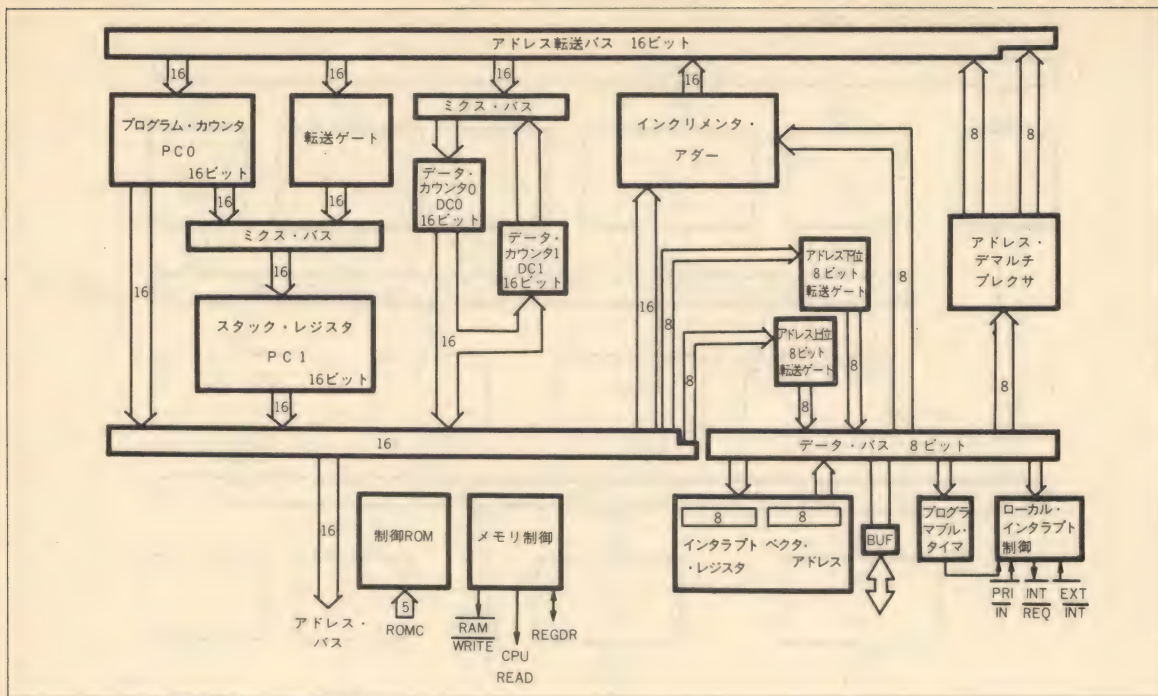 アドレス転送バス 16ビット
16
16
16
16
8
8
プログラム・カウンタ
PC0
16ビット
転送ゲート
ミクス・バス
インクリメンタ・
アダー
データ・
カウンタ0
DC0
16ビット
16
16
ミクス・バス
データ・
カウンタ1
DC1
16ビット
アドレス下位
8ビット
転送ゲート
アドレス・
デマルチ
プレクサ
16
16
スタック・レジスタ
PC1
16ビット
16
16
8
8
アドレス上位
8ビット
転送ゲート
8
8
8
8
16
16
データ・バス 8ビット
16
制御ROM
5
ROMC
メモリ制御
RAM
WRITE
CPU
READ
REGDR
アドレス・
バス
8
8
インタラプト
・レジスタ
ベクタ・
アドレス
BUF
プログラ
マブル・
タイマ
ローカル・
インタラプト
制御
PRI
IN
INT
REQ
EXT
INT